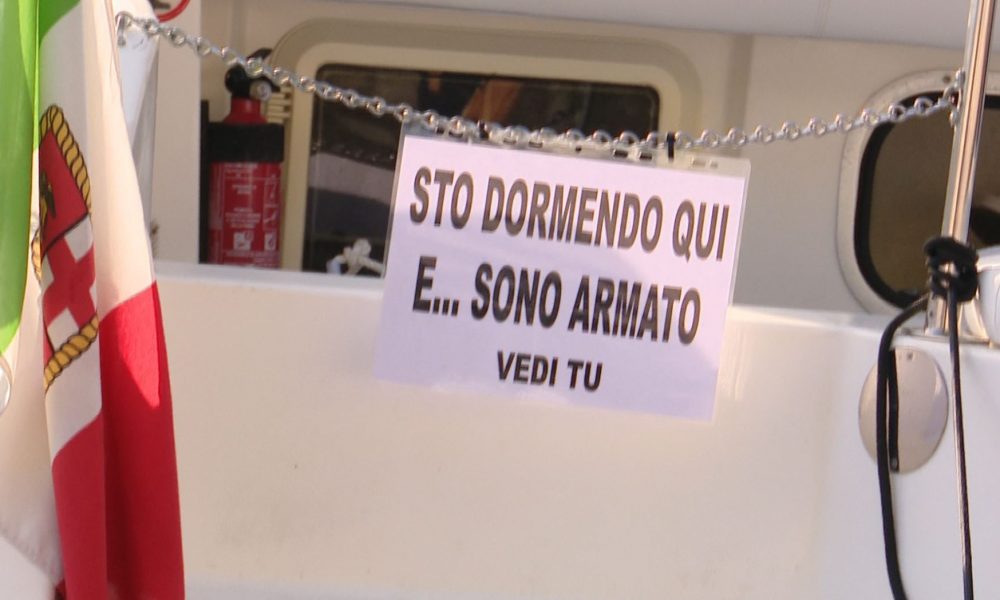 STO DORMENDO QUI
E... SONO ARMATO
VEDI TU